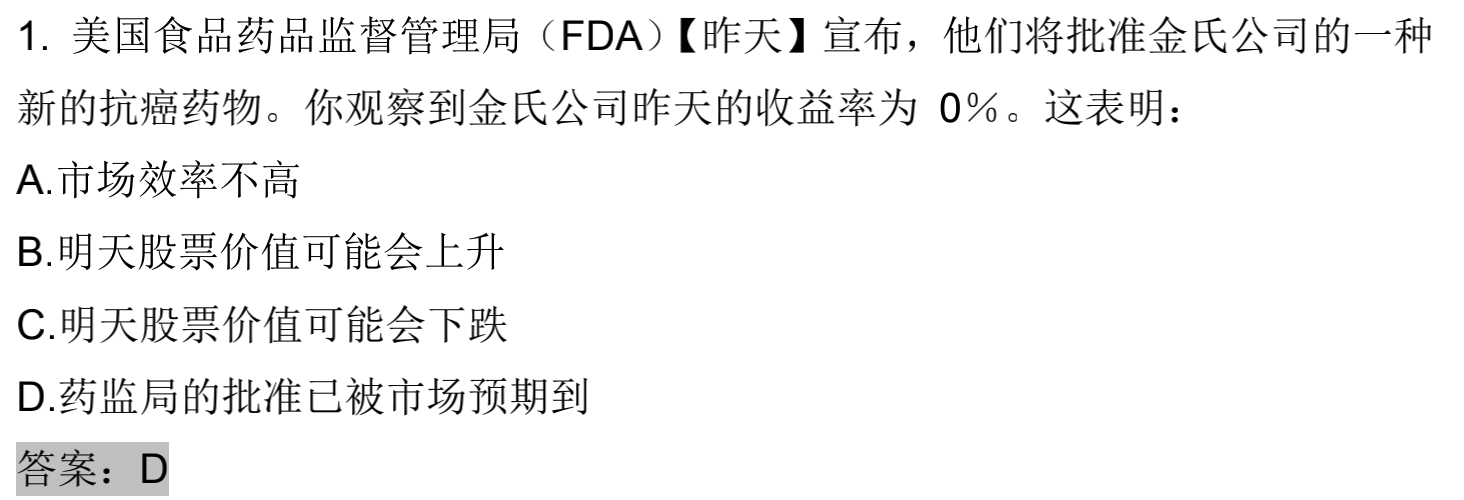 1. 美国食品药品监督管理局（FDA）【昨天】宣布，他们将批准金氏公司的一种
新的抗癌药物。你观察到金氏公司昨天的收益率为 0％。这表明：
A.市场效率不高
B.明天股票价值可能会上升
C.明天股票价值可能会下跌
D.药监局的批准已被市场预期到
答案：D